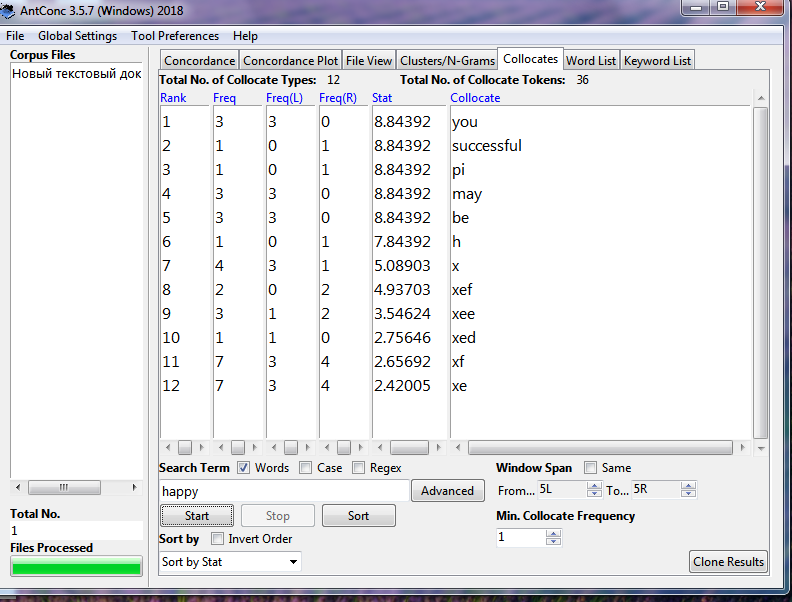 AntConc 3.5.7 (Windows) 2018
File Global Settings Tool Preferences Help
Corpus Files
Новый текстовый док
Total No.
1
Files Processed
Concordance Concordance Plot File View Clusters/N-Grams Collocates Word List Keyword List
Total No. of Collocate Types: 12 Total No. of Collocate Tokens: 36
Rank Freq Freq(L) Freq(R) Stat Collocate
1 3 3 0 8.84392 you
2 1 0 1 8.84392 successful
3 1 0 1 8.84392 pi
4 3 3 0 8.84392 may
5 3 3 0 8.84392 be
6 1 0 1 7.84392 h
7 4 3 1 5.08903 x
8 2 0 2 4.93703 xef
9 3 1 2 3.54624 xee
10 1 1 0 2.75646 xed
11 7 3 4 2.65692 xf
12 7 3 4 2.42005 xe
Search Term Words Case Regex Window Span Same
happy Advanced From... 5L To... 5R
Start Stop Sort Min. Collocate Frequency
Sort by Invert Order 1
Sort by Stat Clone Results